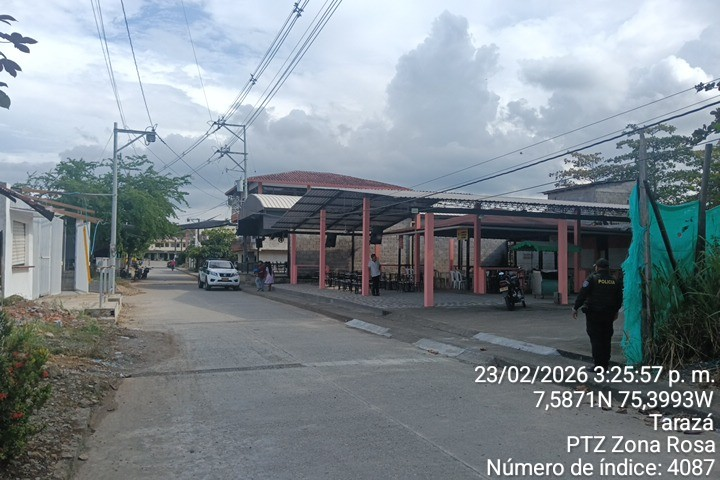 POLICIA
23/02/2026 3:25:57 p. m.
7,5871N 75,3993W
Tarazá
PTZ Zona Rosa
Número de índice: 4087